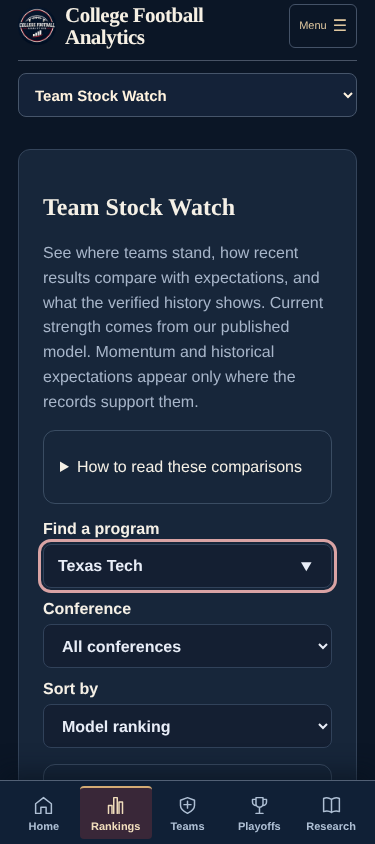 College Football
Analytics
Menu
Team Stock Watch
Team Stock Watch
See where teams stand, how recent
results compare with expectations, and
what the verified history shows. Current
strength comes from our published
model. Momentum and historical
expectations appear only where the
records support them.
How to read these comparisons
Find a program
Texas Tech
Conference
All conferences
Sort by
Model ranking
Home
Rankings
Teams
Playoffs
Research